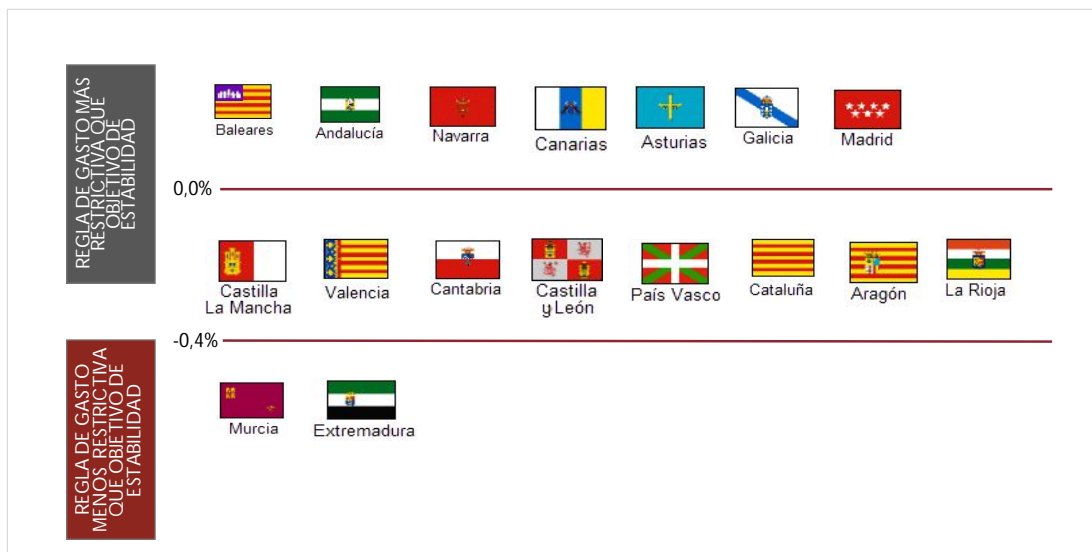 REGLA DE GASTO MÁS
RESTRICTIVA QUE
OBJETIVO DE
ESTABILIDAD
Baleares
Andalucía
Navarra
Canarias
Asturias
Galicia
Madrid
0,0%
Castilla
La Mancha
Valencia
Cantabria
Castilla
y León
País Vasco
Cataluña
Aragón
La Rioja
-0,4%
REGLA DE GASTO
MENOS RESTRICTIVA
QUE OBJETIVO DE
ESTABILIDAD
Murcia
Extremadura